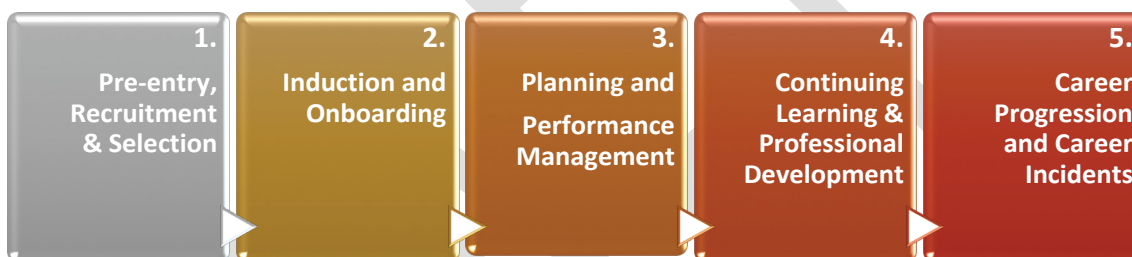 1.
Pre-entry,
Recruitment
& Selection
2.
Induction and
Onboarding
3.
Planning and
Performance
Management
4.
Continuing
Learning &
Professional
Development
5.
Career
Progression
and Career
Incidents